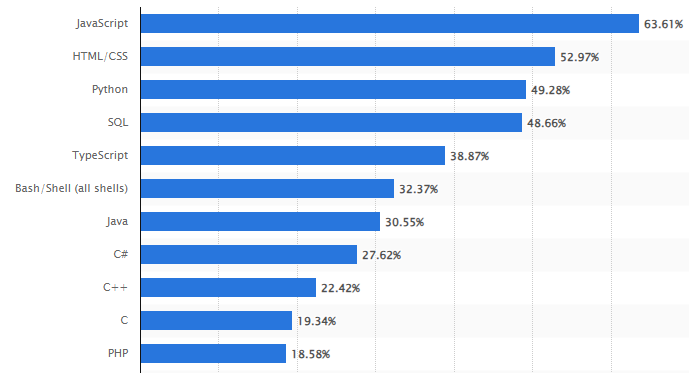 JavaScript 63.61%
HTML/CSS 52.97%
Python 49.28%
SQL 48.66%
TypeScript 38.87%
Bash/Shell (all shells) 32.37%
Java 30.55%
C# 27.62%
C++ 22.42%
C 19.34%
PHP 18.58%